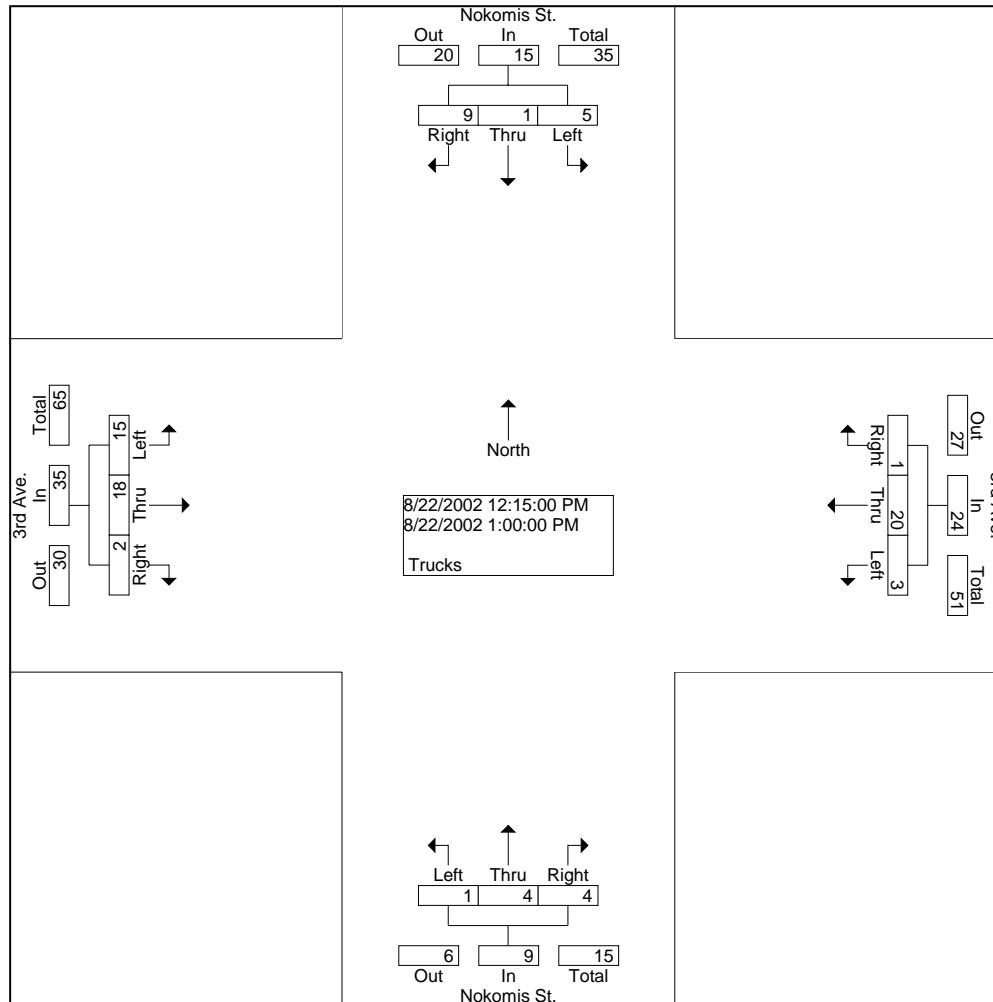 Nokomis St.
Out In Total
20 15 35
9 1 5
Right Thru Left
3rd Ave.
Total In Out
65 35 30
15 18 2
Left Thru Right
North
8/22/2002 12:15:00 PM
8/22/2002 1:00:00 PM
Trucks
Right Thru Left
1 20 3
Out In Total
27 24 51
Left Thru Right
1 4 4
6 9 15
Out In Total
Nokomis St.